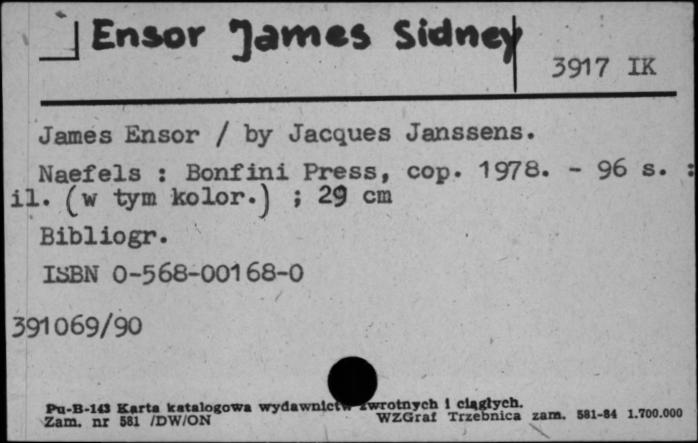 Ensor James Sidney
3917 IK
James Ensor / by Jacques Janssens.
Naefels : Bonfini Press, cop. 1978. - 96 s. :
il. (w tym kolor.) ; 29 cm
Bibliogr.
ISBN 0-568-00168-0
391069/90
Pu-B-143 Karta katalogowa wydawnictw zwrotnych i ciągłych.
Zam. nr 581 /DW/ON WZGraf Trzebnica zam. 581-84 1.700.000